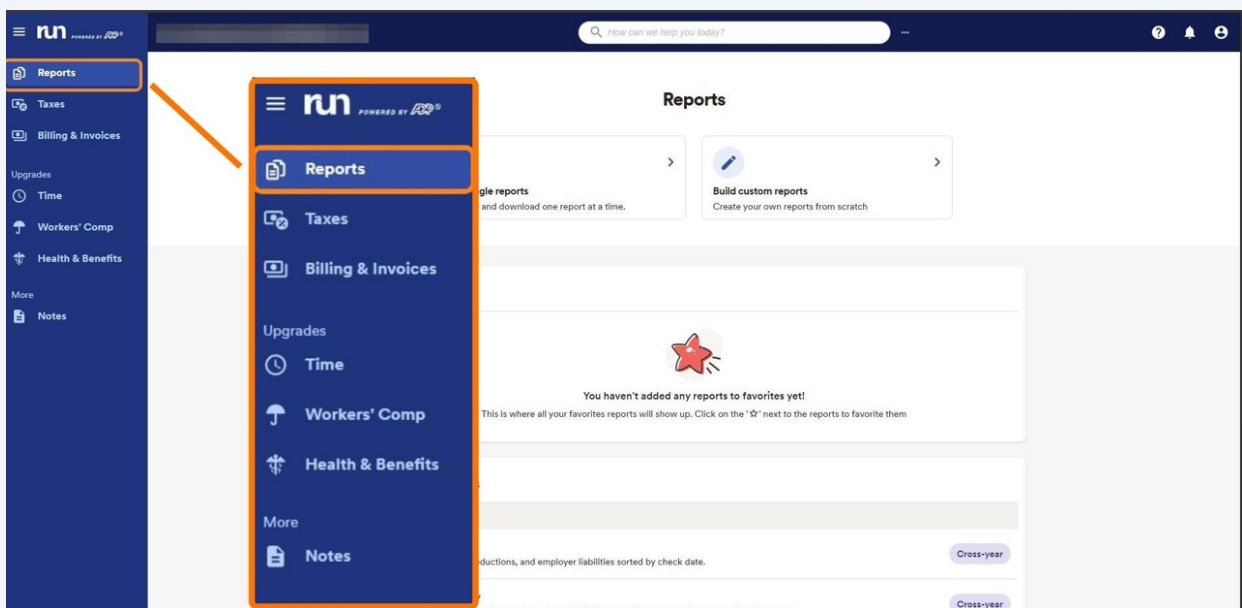 run POWERED BY ADP®
How can we help you today?
Reports
Taxes
Billing & Invoices
Upgrades
Time
Workers' Comp
Health & Benefits
More
Notes
run POWERED BY ADP®
Reports
Taxes
Billing & Invoices
Upgrades
Time
Workers' Comp
Health & Benefits
More
Notes
Reports
gle reports
and download one report at a time.
Build custom reports
Create your own reports from scratch
You haven't added any reports to favorites yet!
This is where all your favorites reports will show up. Click on the '☆' next to the reports to favorite them
eductions, and employer liabilities sorted by check date.
Cross-year
Cross-year